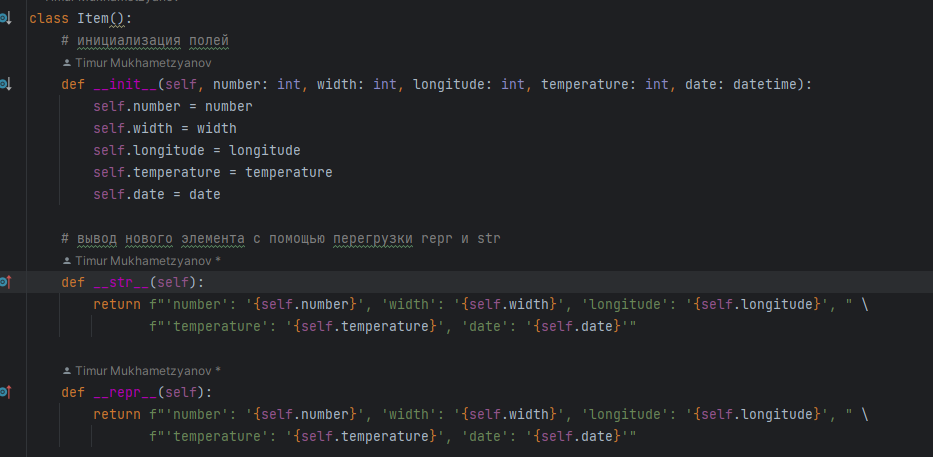 Timur Mukhametzyanov
class Item():
    # инициализация полей
    Timur Mukhametzyanov
    def __init__(self, number: int, width: int, longitude: int, temperature: int, date: datetime):
        self.number = number
        self.width = width
        self.longitude = longitude
        self.temperature = temperature
        self.date = date
    # вывод нового элемента с помощью перегрузки repr и str
    Timur Mukhametzyanov *
    def __str__(self):
        return f"'number': '{self.number}', 'width': '{self.width}', 'longitude': '{self.longitude}', " \
               f"'temperature': '{self.temperature}', 'date': '{self.date}'"
    Timur Mukhametzyanov *
    def __repr__(self):
        return f"'number': '{self.number}', 'width': '{self.width}', 'longitude': '{self.longitude}', " \
               f"'temperature': '{self.temperature}', 'date': '{self.date}'"